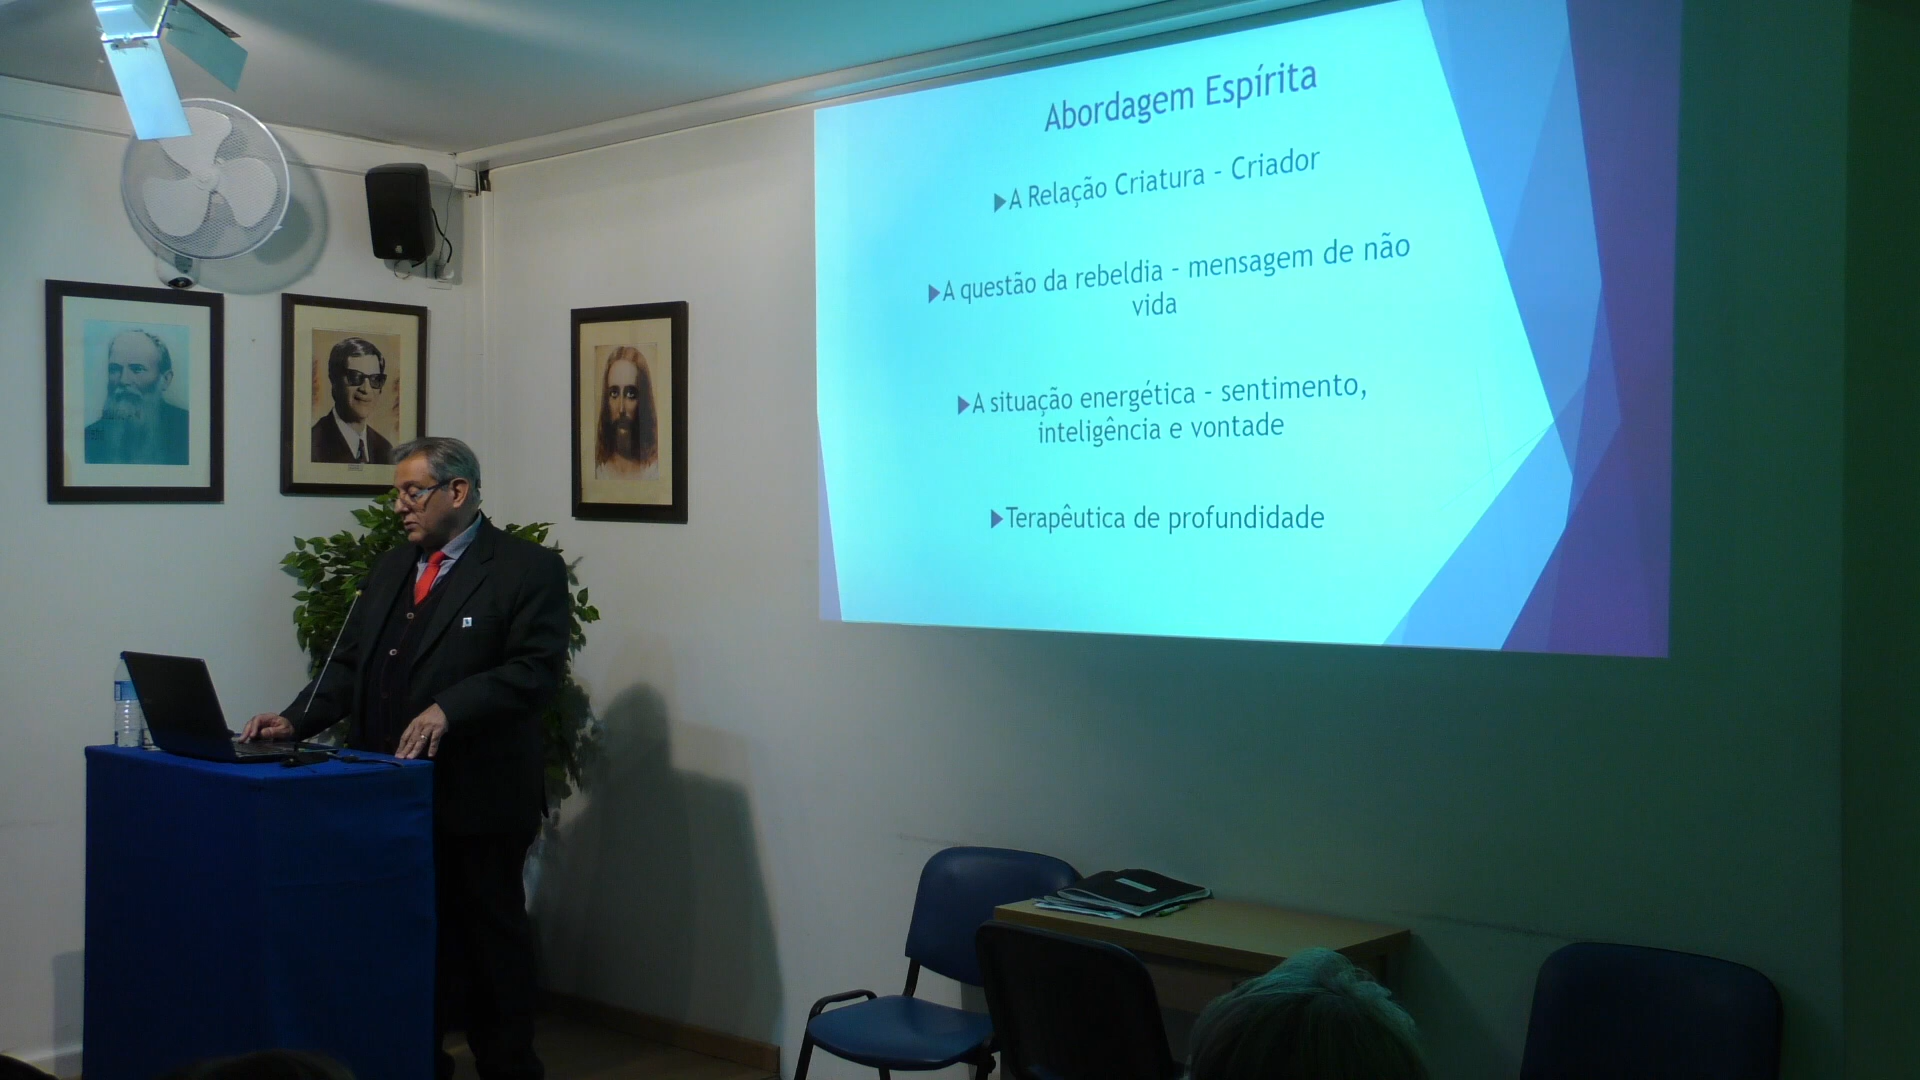 Abordagem Espírita
A Relação Criatura - Criador
A questão da rebeldia - mensagem de não
vida
A situação energética - sentimento,
inteligência e vontade
Terapêutica de profundidade